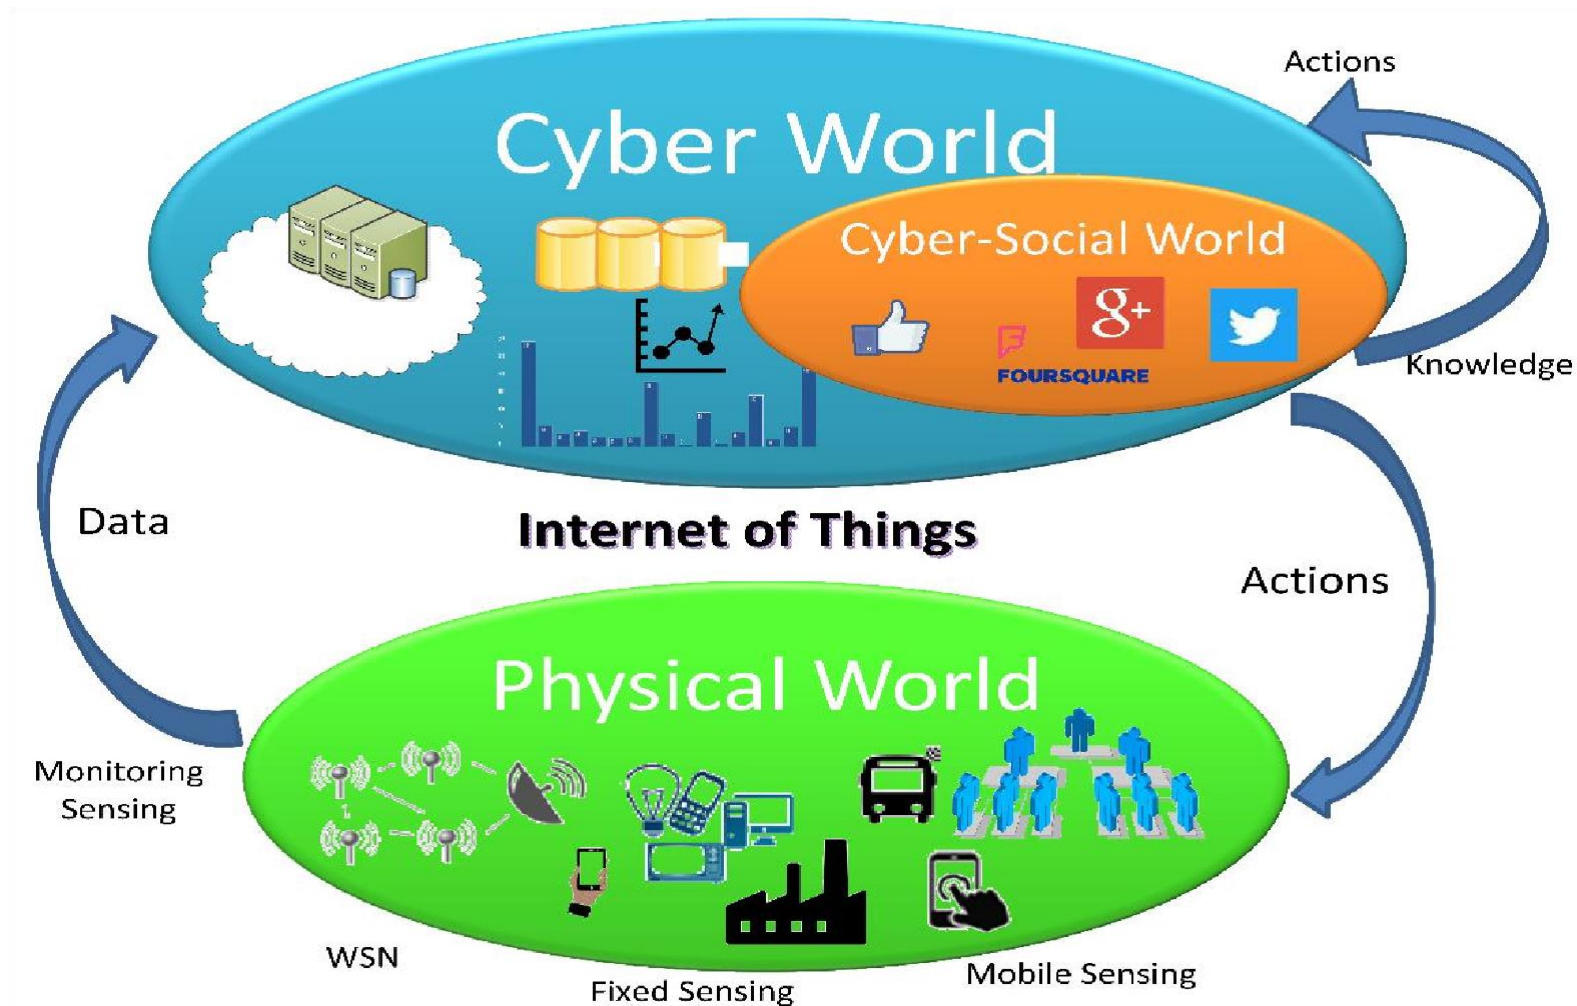 Actions
Cyber World
Cyber-Social World
g+
FOURSQUARE
Knowledge
Data
Internet of Things
Actions
Physical World
Monitoring
Sensing
WSN
Fixed Sensing
Mobile Sensing